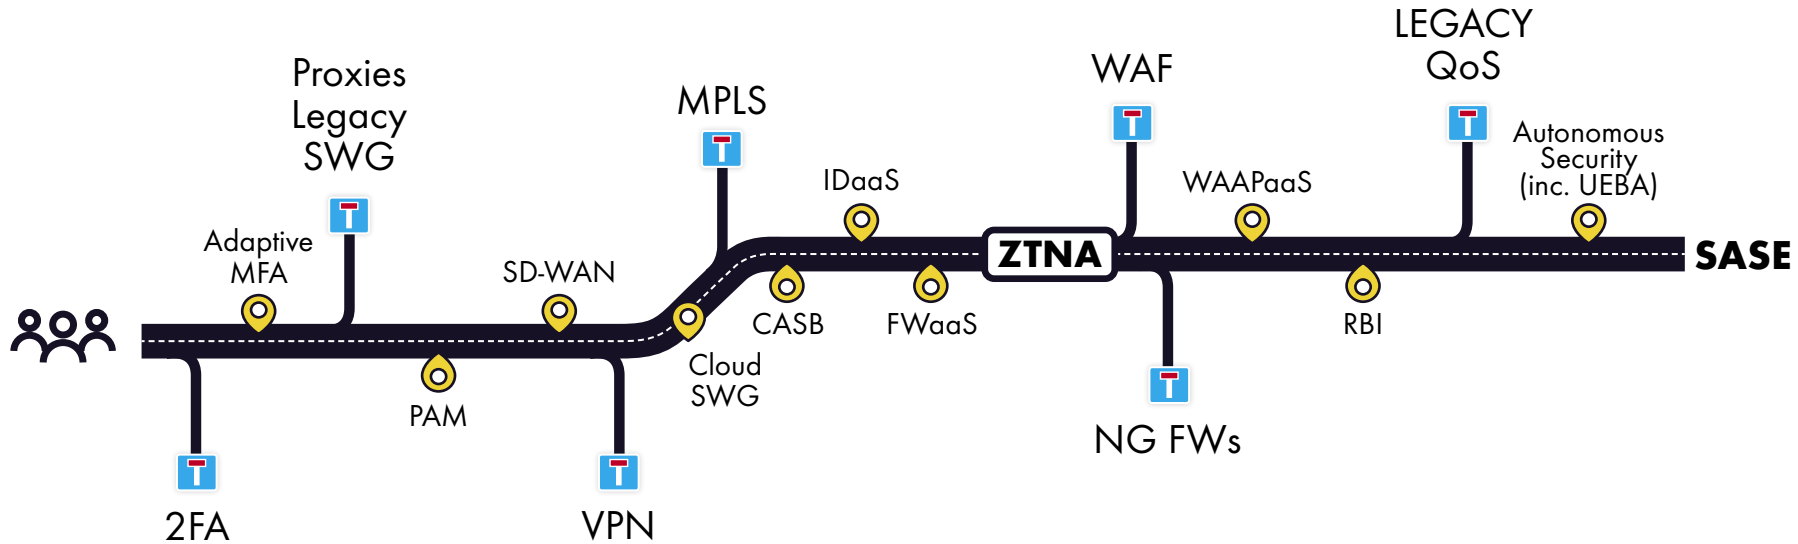 LEGACY
QoS
WAF
Proxies
Legacy
SWG
MPLS
Autonomous
Security
(inc. UEBA)
IDaaS
WAAPaaS
Adaptive
MFA
SD-WAN
ZTNA
SASE
CASB
FWaaS
RBI
Cloud
SWG
PAM
NG FWs
2FA
VPN